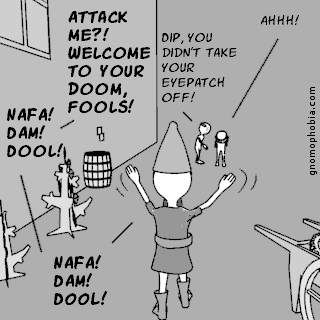 ATTACK
ME?!
WELCOME
TO YOUR
DOOM,
FOOLS!
DIP, YOU
DIDN'T TAKE
YOUR
EYEPATCH
OFF!
AHHH!
NAFA!
DAM!
DOOL!
NAFA!
DAM!
DOOL!
gnomophobia.com